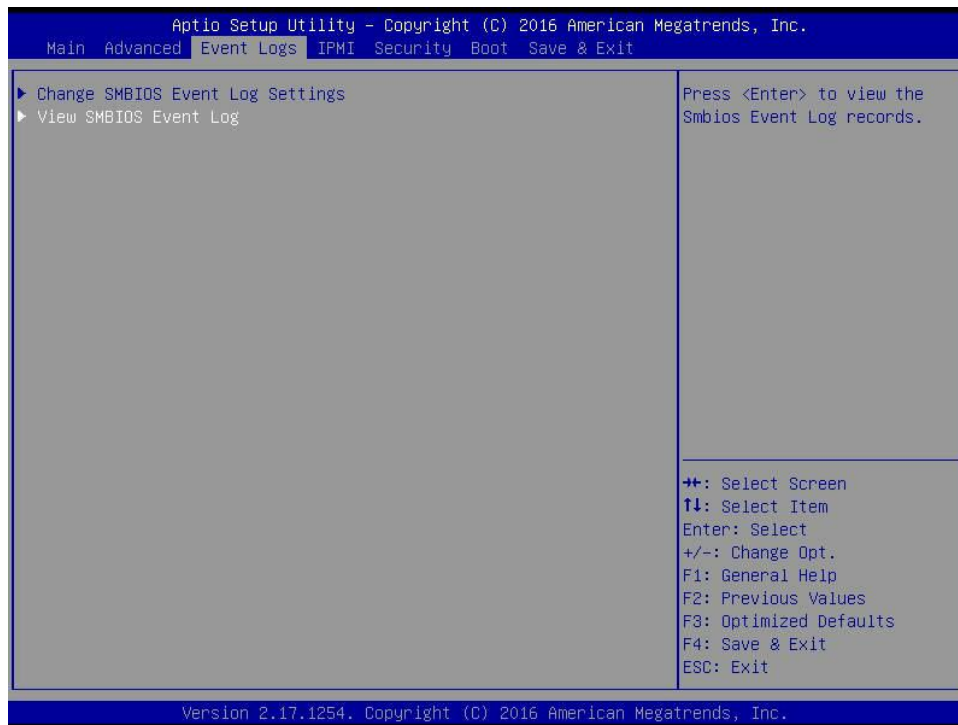 Aptio Setup Utility – Copyright (C) 2016 American Megatrends, Inc.
Main Advanced Event Logs IPMI Security Boot Save & Exit
▶ Change SMBIOS Event Log Settings
▶ View SMBIOS Event Log
Press <Enter> to view the
Smbios Event Log records.
→←: Select Screen
↑↓: Select Item
Enter: Select
+/-: Change Opt.
F1: General Help
F2: Previous Values
F3: Optimized Defaults
F4: Save & Exit
ESC: Exit
Version 2.17.1254. Copyright (C) 2016 American Megatrends, Inc.